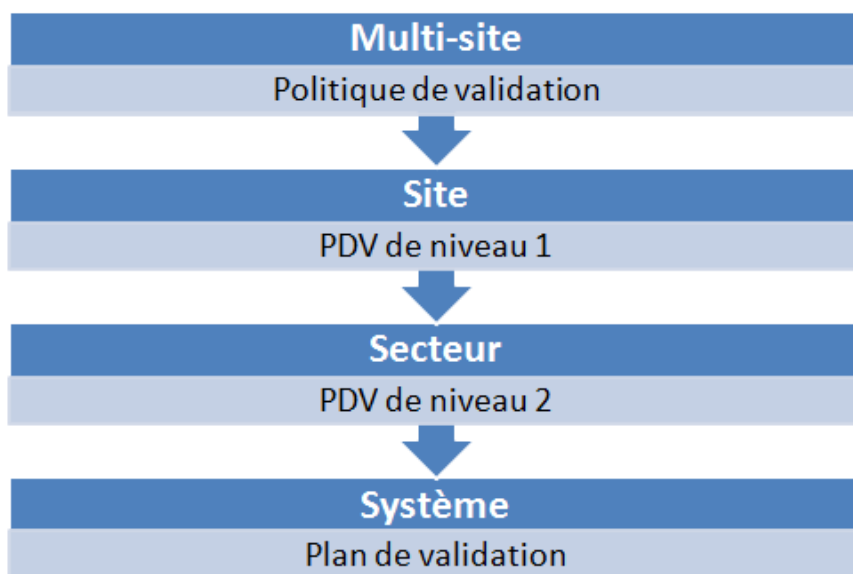 Multi-site
Politique de validation
Site
PDV de niveau 1
Secteur
PDV de niveau 2
Système
Plan de validation